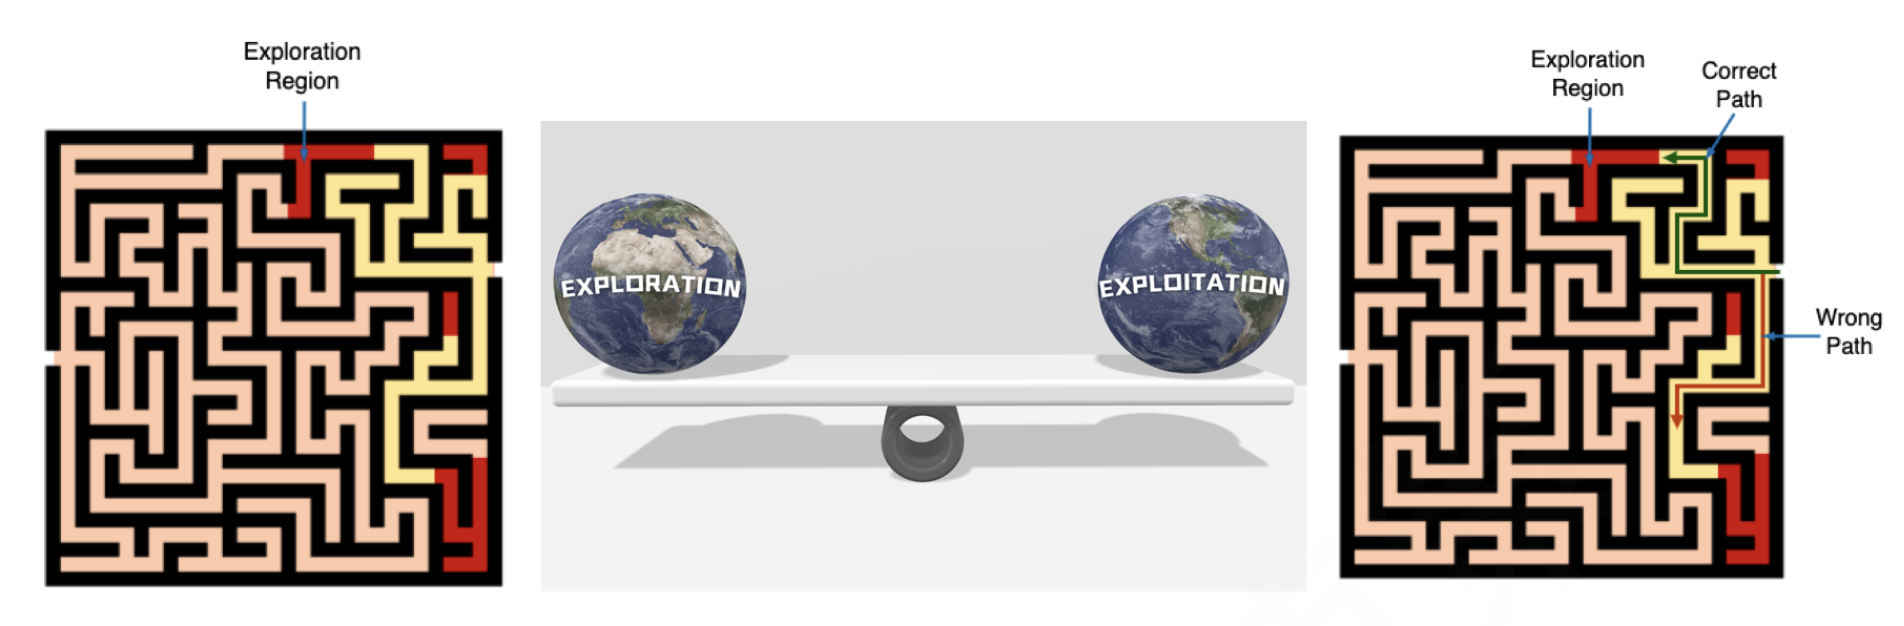 Exploration
Region
EXPLORATION
EXPLOITATION
Exploration
Region
Correct
Path
Wrong
Path